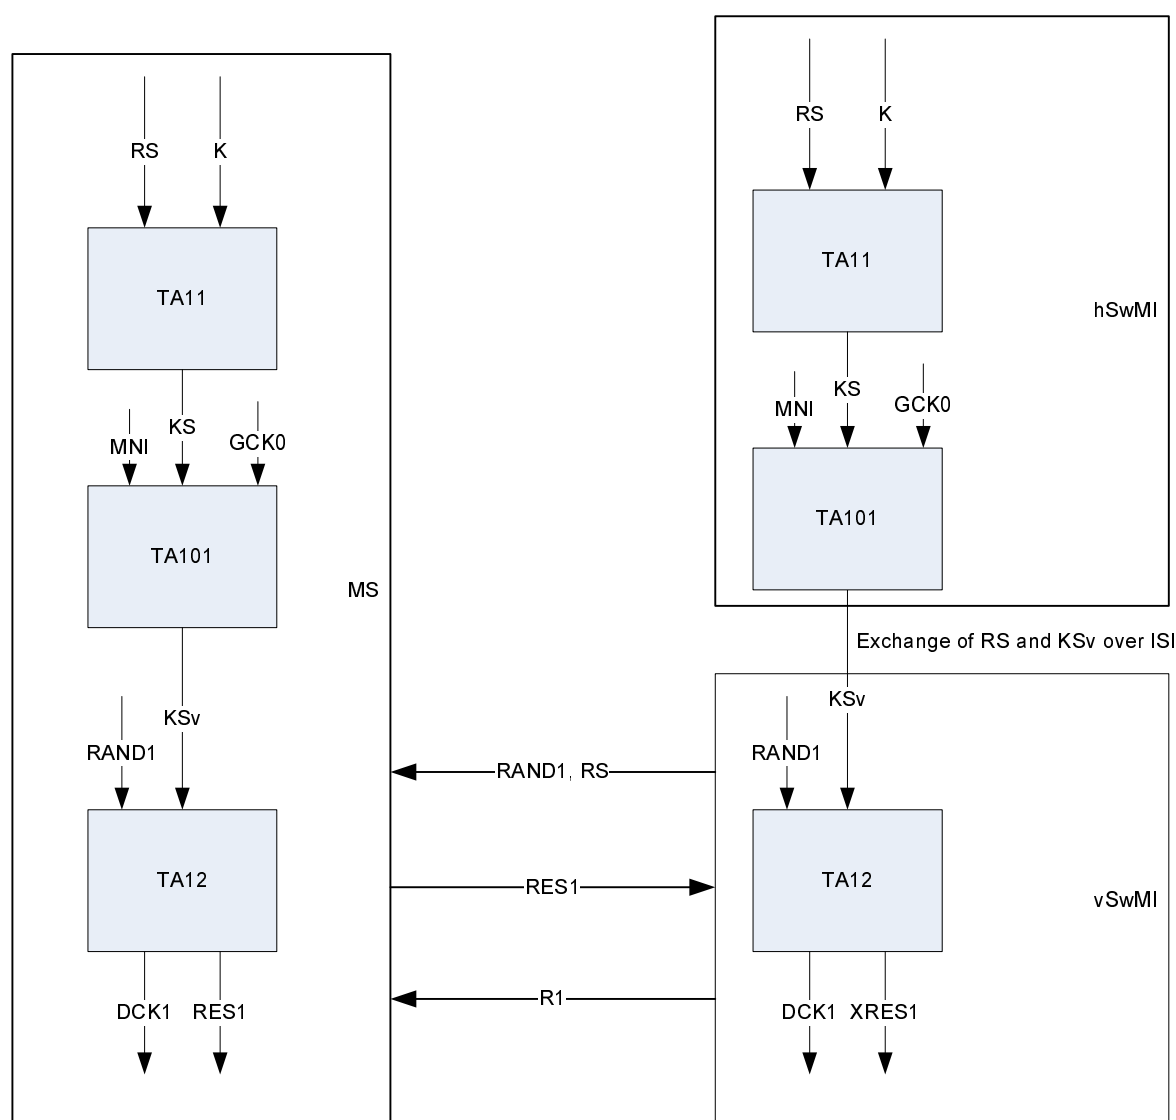 RS
K
TA11
MNI
KS
GCK0
TA101
MS
KSv
RAND1
TA12
DCK1
RES1
RAND1, RS
RES1
R1
RS
K
TA11
hSwMI
MNI
KS
GCK0
TA101
Exchange of RS and KSv over ISI
KSv
RAND1
TA12
vSwMI
DCK1
XRES1